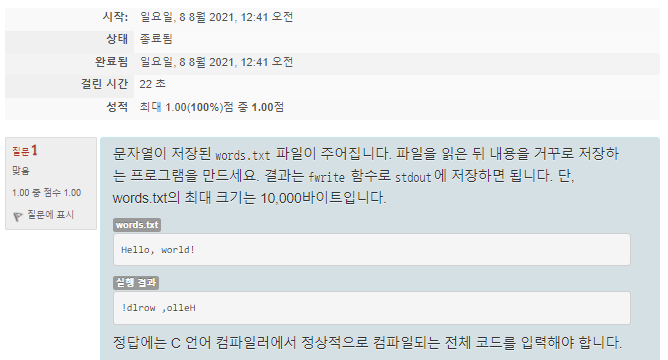 시작: 일요일, 8 8월 2021, 12:41 오전
상태 종료됨
완료됨 일요일, 8 8월 2021, 12:41 오전
걸린 시간 22 초
성적 최대 1.00(100%)점 중 1.00점
질문 1
맞음
1.00 중 점수 1.00
질문에 표시
문자열이 저장된 words.txt 파일이 주어집니다. 파일을 읽은 뒤 내용을 거꾸로 저장하
는 프로그램을 만드세요. 결과는 fwrite 함수로 stdout에 저장하면 됩니다. 단,
words.txt의 최대 크기는 10,000바이트입니다.
words.txt
Hello, world!
실행 결과
!dlrow ,olleH
정답에는 C 언어 컴파일러에서 정상적으로 컴파일되는 전체 코드를 입력해야 합니다.